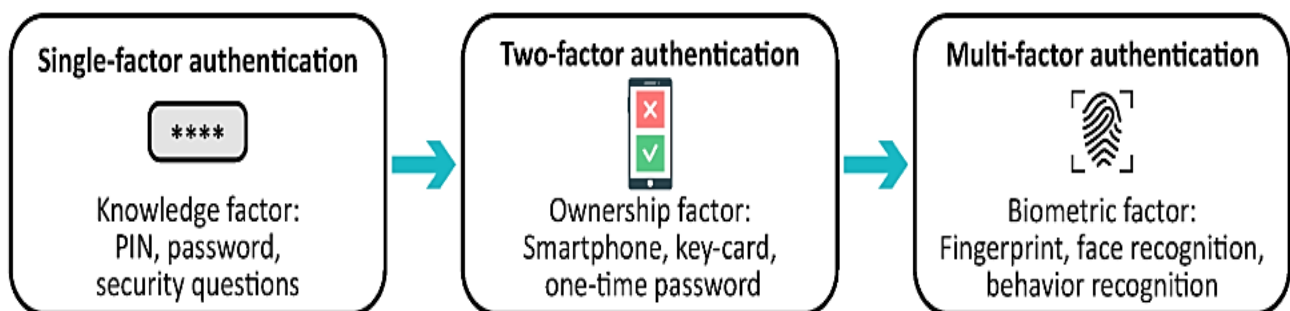 Single-factor authentication
****
Knowledge factor:
PIN, password,
security questions
Two-factor authentication
Ownership factor:
Smartphone, key-card,
one-time password
Multi-factor authentication
Biometric factor:
Fingerprint, face recognition,
behavior recognition